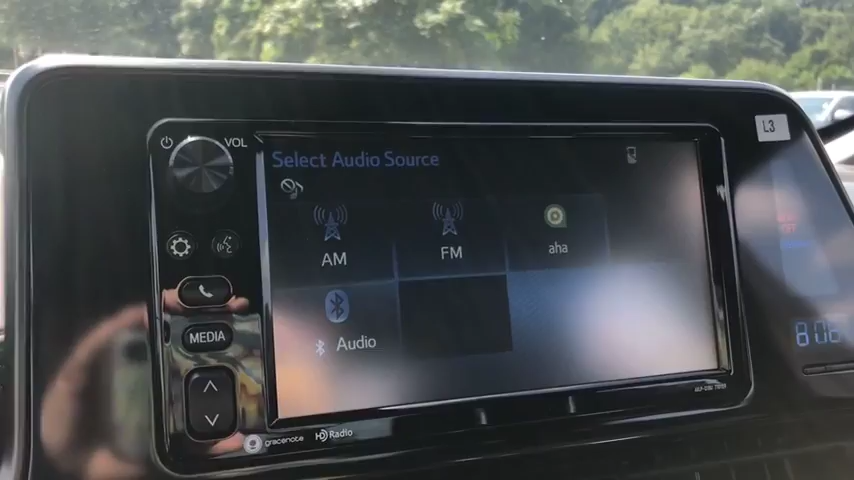 VOL
L3
Select Audio Source
AM
FM
aha
Audio
MEDIA
gracenote
HD Radio